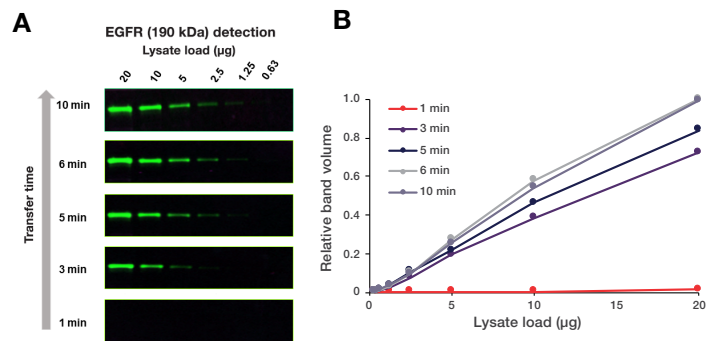 A
EGFR (190 kDa) detection
Lysate load (µg)
20 10 5 2.5 1.25 0.63
Transfer time
10 min
6 min
5 min
3 min
1 min
B
Relative band volume
1.0
0.8
0.6
0.4
0.2
0
1 min
3 min
5 min
6 min
10 min
0 5 10 15 20
Lysate load (µg)